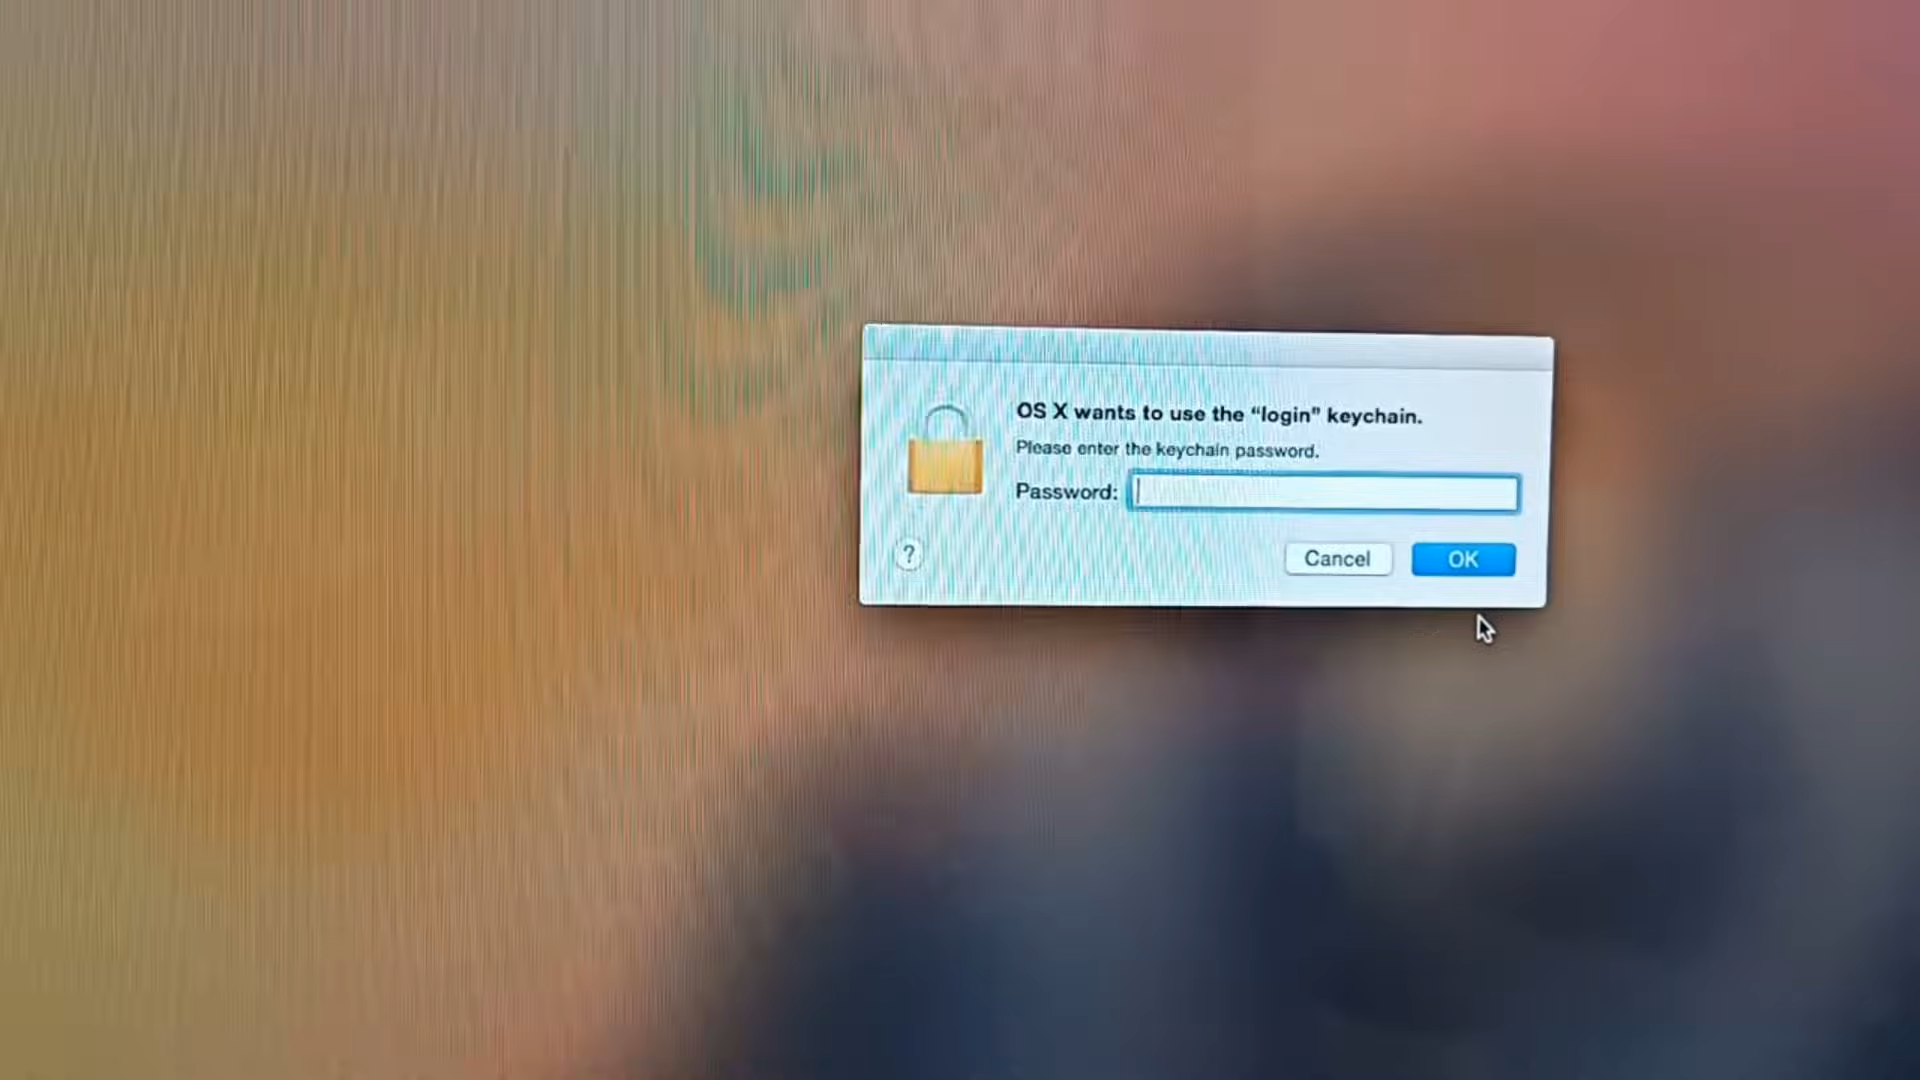 OS X wants to use the “login” keychain.
Please enter the keychain password.
Password:
?
Cancel
OK